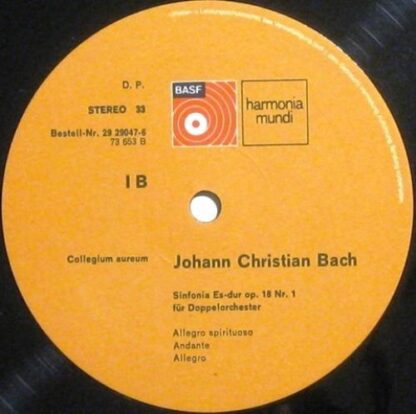 D. P.
STEREO 33
Bestell-Nr. 29 29047-6
73 653 B
BASF
harmonia
mundi
I B
Collegium aureum
Johann Christian Bach
Sinfonia Es-dur op. 18 Nr. 1
für Doppelorchester
Allegro spirituoso
Andante
Allegro